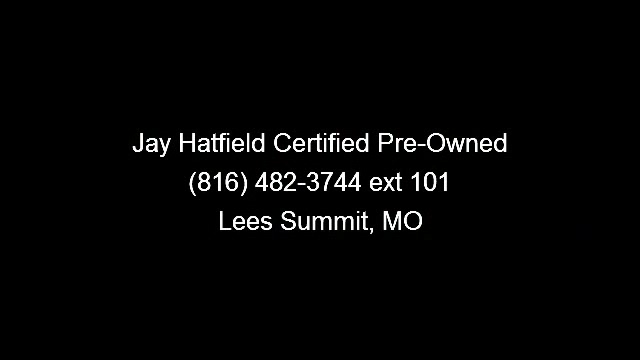 Jay Hatfield Certified Pre-Owned
(816) 482-3744 ext 101
Lees Summit, MO